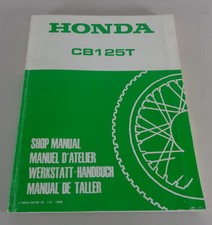 HONDA
CB125T
SHOP MANUAL
MANUEL D'ATELIER
WERKSTATT-HANDBUCH
MANUAL DE TALLER